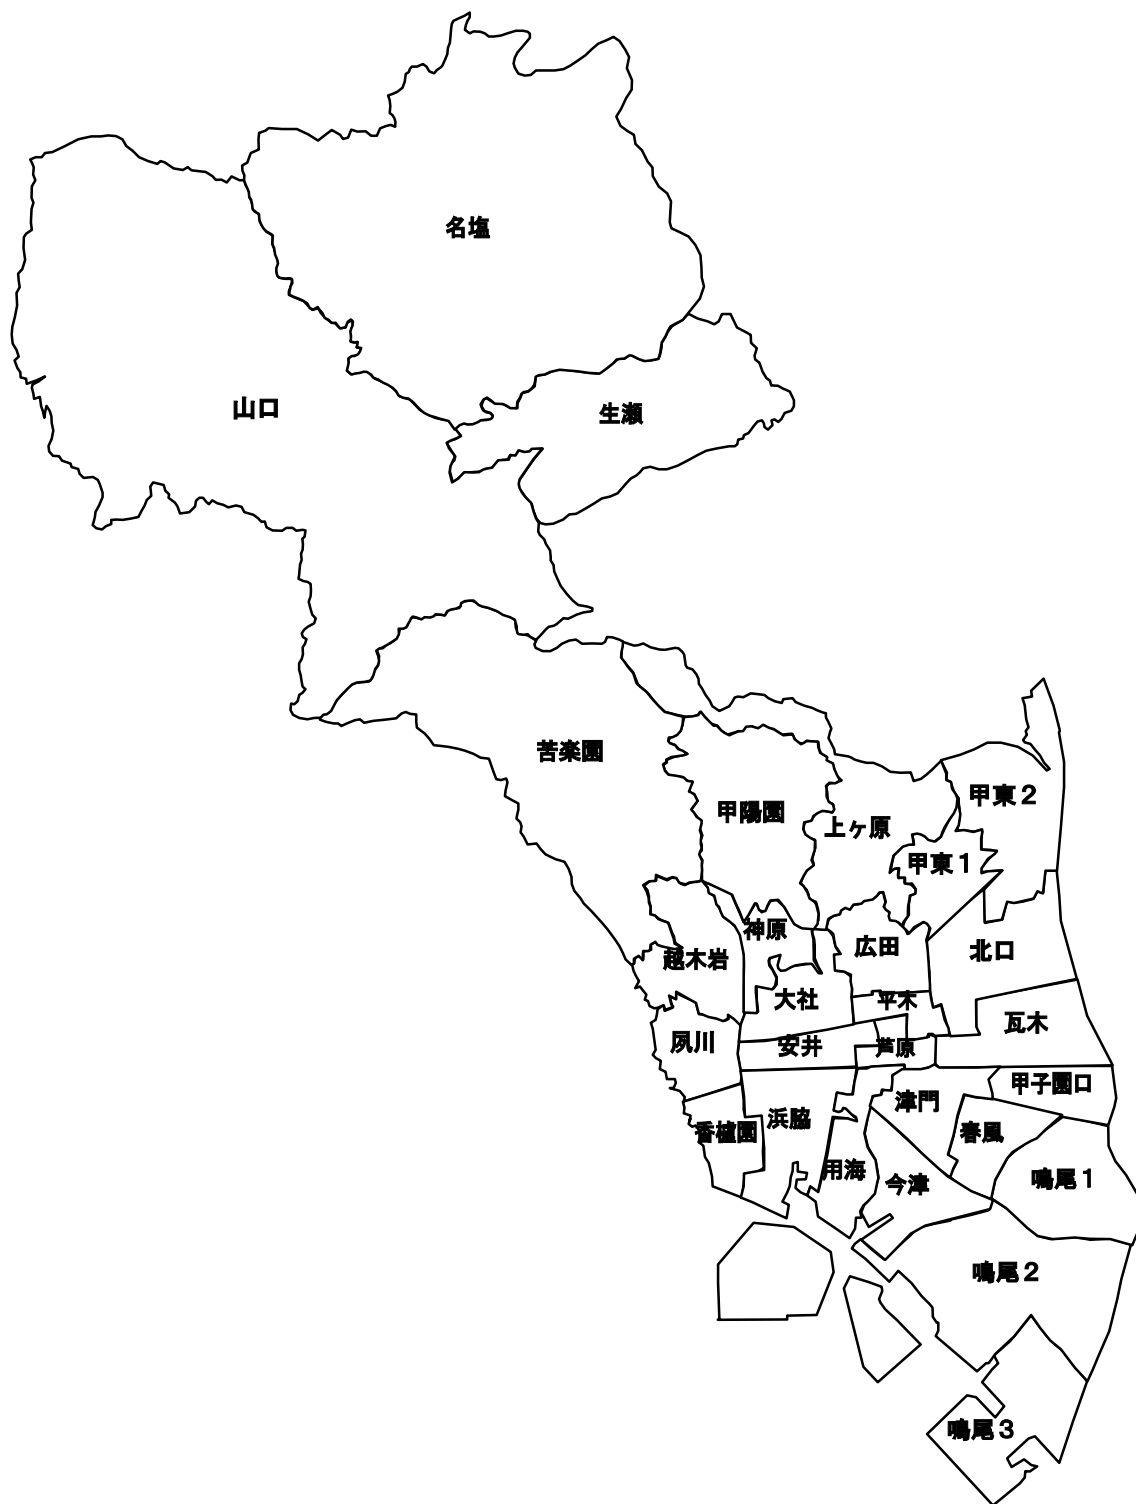 名塩
山口
生瀬
苦楽園
甲東２
甲陽園
上ヶ原
甲東１
神原
広田
北口
越木岩
大社
平木
瓦木
夙川
安井
芦原
甲子園口
津門
浜脇
香櫨園
春風
用海
今津
鳴尾１
鳴尾２
鳴尾３